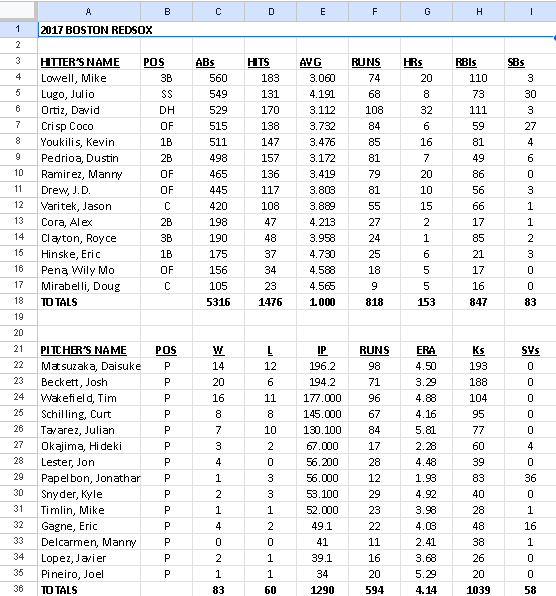 A B C D E F G H I
1 2017 BOSTON REDSOX
2
3 HITTER'S NAME POS ABs HITS AVG RUNS HRs RBIs SBs
4 Lowell, Mike 3B 560 183 3.060 74 20 110 3
5 Lugo, Julio SS 549 131 4.191 68 8 73 30
6 Ortiz, David DH 529 170 3.112 108 32 111 3
7 Crisp Coco OF 515 138 3.732 84 6 59 27
8 Youkilis, Kevin 1B 511 147 3.476 85 16 81 4
9 Pedrioa, Dustin 2B 498 157 3.172 81 7 49 6
10 Ramirez, Manny OF 465 136 3.419 79 20 86 0
11 Drew, J.D. OF 445 117 3.803 81 10 56 3
12 Varitek, Jason C 420 108 3.889 55 15 66 1
13 Cora, Alex 2B 198 47 4.213 27 2 17 1
14 Clayton, Royce 3B 190 48 3.958 24 1 85 2
15 Hinske, Eric 1B 175 37 4.730 25 6 21 3
16 Pena, Wily Mo OF 156 34 4.588 18 5 17 0
17 Mirabelli, Doug C 105 23 4.565 9 5 16 0
18 TOTALS 5316 1476 1.000 818 153 847 83
19
20
21 PITCHER'S NAME POS W L IP RUNS ERA Ks SVs
22 Matsuzaka, Daisuke P 14 12 196.2 98 4.50 193 0
23 Beckett, Josh P 20 6 194.2 71 3.29 188 0
24 Wakefield, Tim P 16 11 177.000 96 4.88 104 0
25 Schilling, Curt P 8 8 145.000 67 4.16 95 0
26 Tavarez, Julian P 7 10 130.100 84 5.81 77 0
27 Okajima, Hideki P 3 2 67.000 17 2.28 60 4
28 Lester, Jon P 4 0 56.200 28 4.48 39 0
29 Papelbon, Jonathar P 1 3 56.000 12 1.93 83 36
30 Snyder, Kyle P 2 3 53.100 29 4.92 40 0
31 Timlin, Mike P 1 1 52.000 23 3.98 28 1
32 Gagne, Eric P 4 2 49.1 22 4.03 48 16
33 Delcarmen, Manny P 0 0 41 11 2.41 38 1
34 Lopez, Javier P 2 1 39.1 16 3.68 26 0
35 Pineiro, Joel P 1 1 34 20 5.29 20 0
36 TOTALS 83 60 1290 594 4.14 1039 58